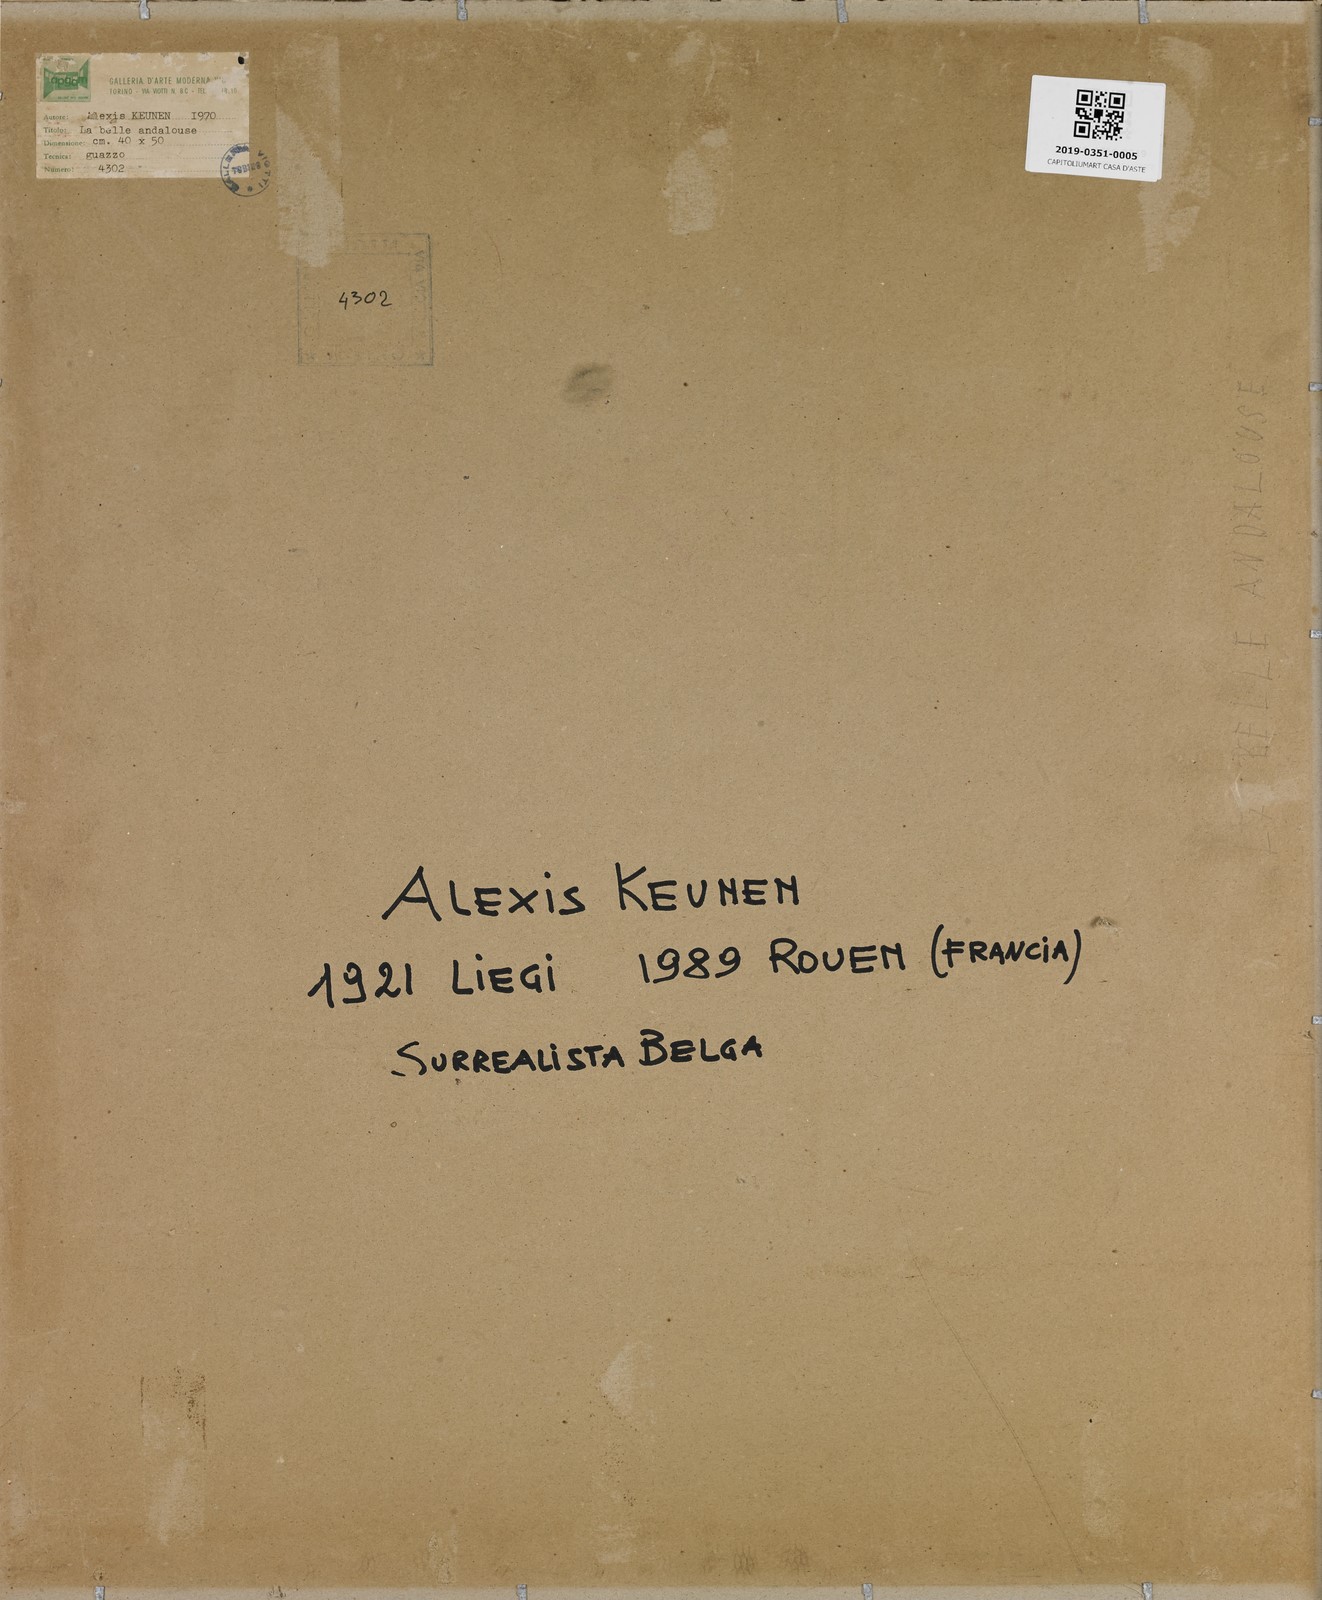 GALLERIA D'ARTE MODERNA
TORINO - VIA VIOTTI N. 8 C - TEL.
Autore: Alexis KEUNEN 1970
Titolo: La belle andalouse
Dimensione: cm. 40 x 50
Tecnica: guazzo
Numero: 4302
2019-0351-0005
CAPITOLIUMART CASA D'ASTE
4302
LA BELLE ANDALOUSE
ALEXIS KEUNEN
1921 LIEGI 1989 ROUEN (FRANCIA)
SURREALISTA BELGA